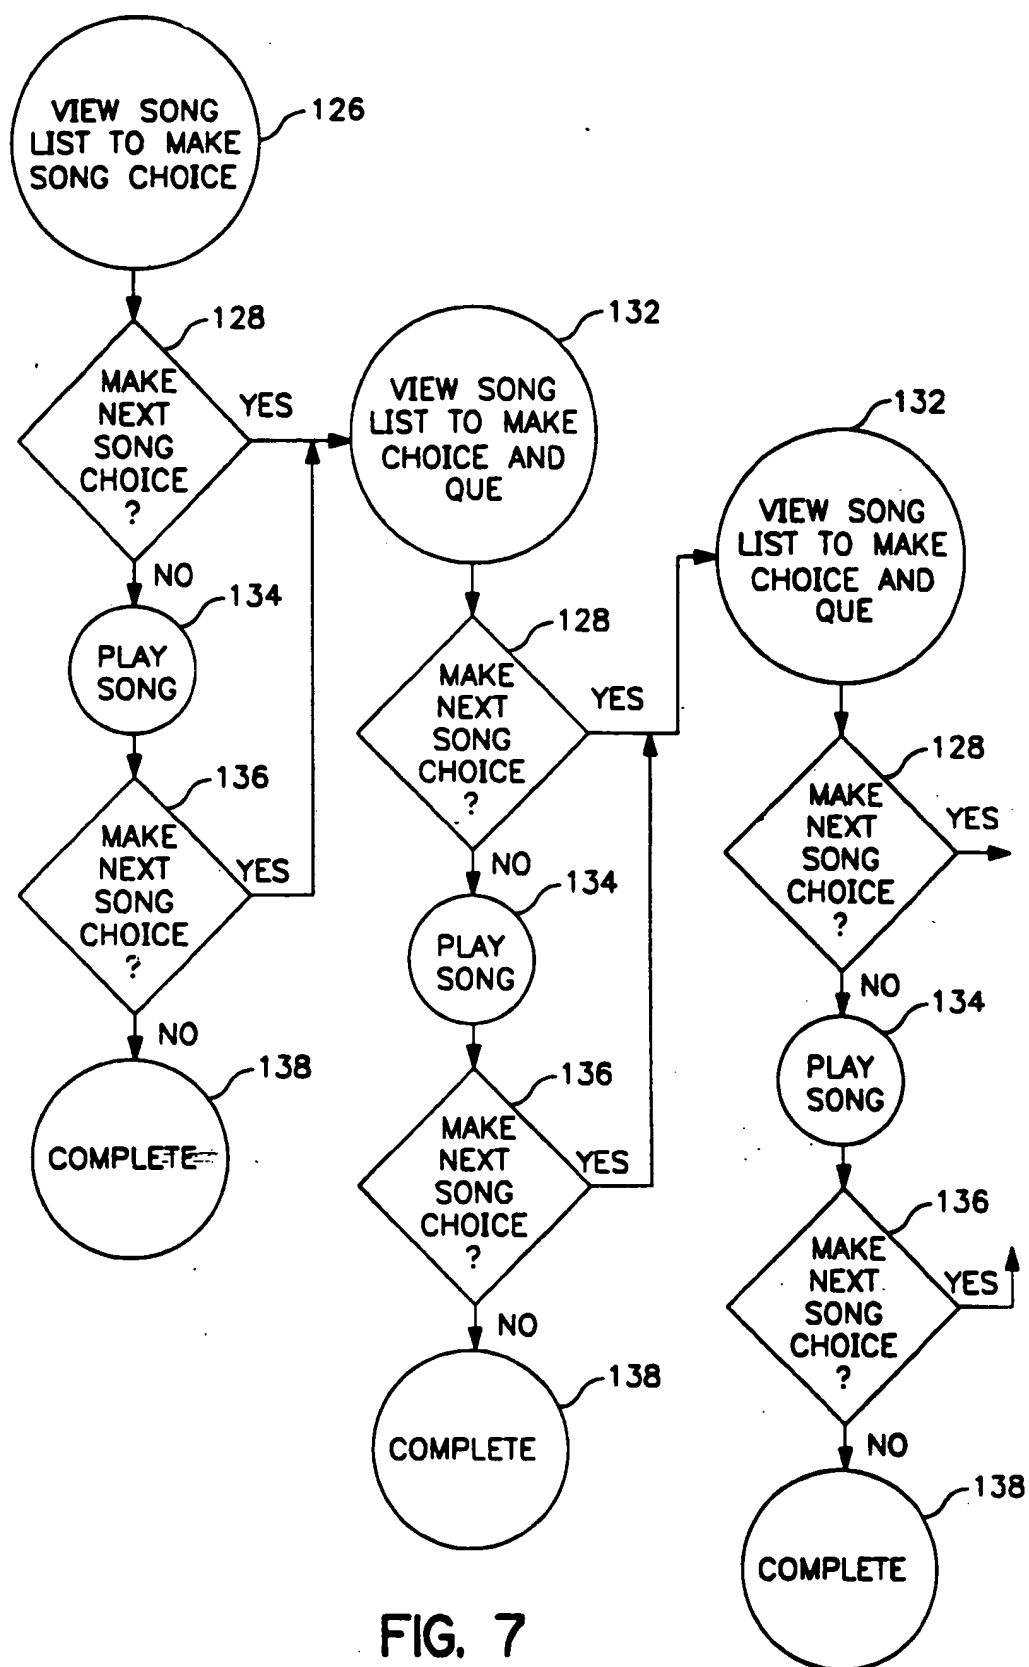 VIEW SONG
LIST TO MAKE
SONG CHOICE
126
128
MAKE
NEXT
SONG
CHOICE
?
YES
NO
134
PLAY
SONG
136
MAKE
NEXT
SONG
CHOICE
?
YES
NO
138
COMPLETE
132
VIEW SONG
LIST TO MAKE
CHOICE AND
QUE
128
MAKE
NEXT
SONG
CHOICE
?
YES
NO
134
PLAY
SONG
136
MAKE
NEXT
SONG
CHOICE
?
YES
NO
138
COMPLETE
132
VIEW SONG
LIST TO MAKE
CHOICE AND
QUE
128
MAKE
NEXT
SONG
CHOICE
?
YES
NO
134
PLAY
SONG
136
MAKE
NEXT
SONG
CHOICE
?
YES
NO
138
COMPLETE
FIG. 7